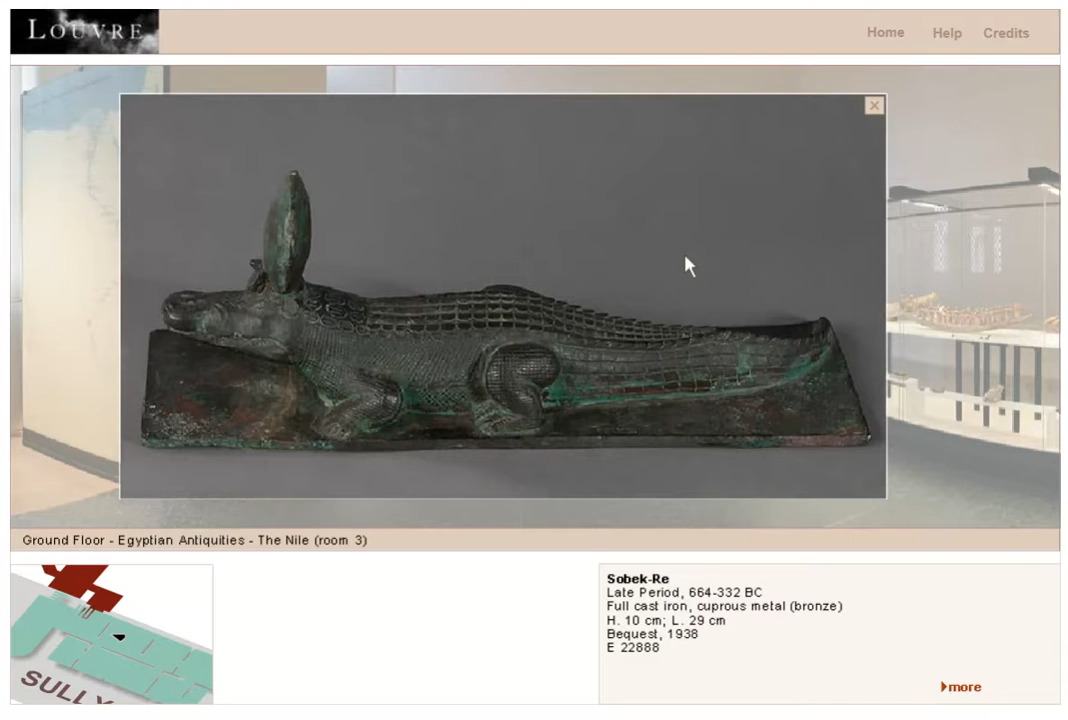 LOUVRE
Home Help Credits
Ground Floor - Egyptian Antiquities - The Nile (room 3)
SULLY
Sobek-Re
Late Period, 664-332 BC
Full cast iron, cuprous metal (bronze)
H. 10 cm; L. 29 cm
Bequest, 1938
E 22888
more